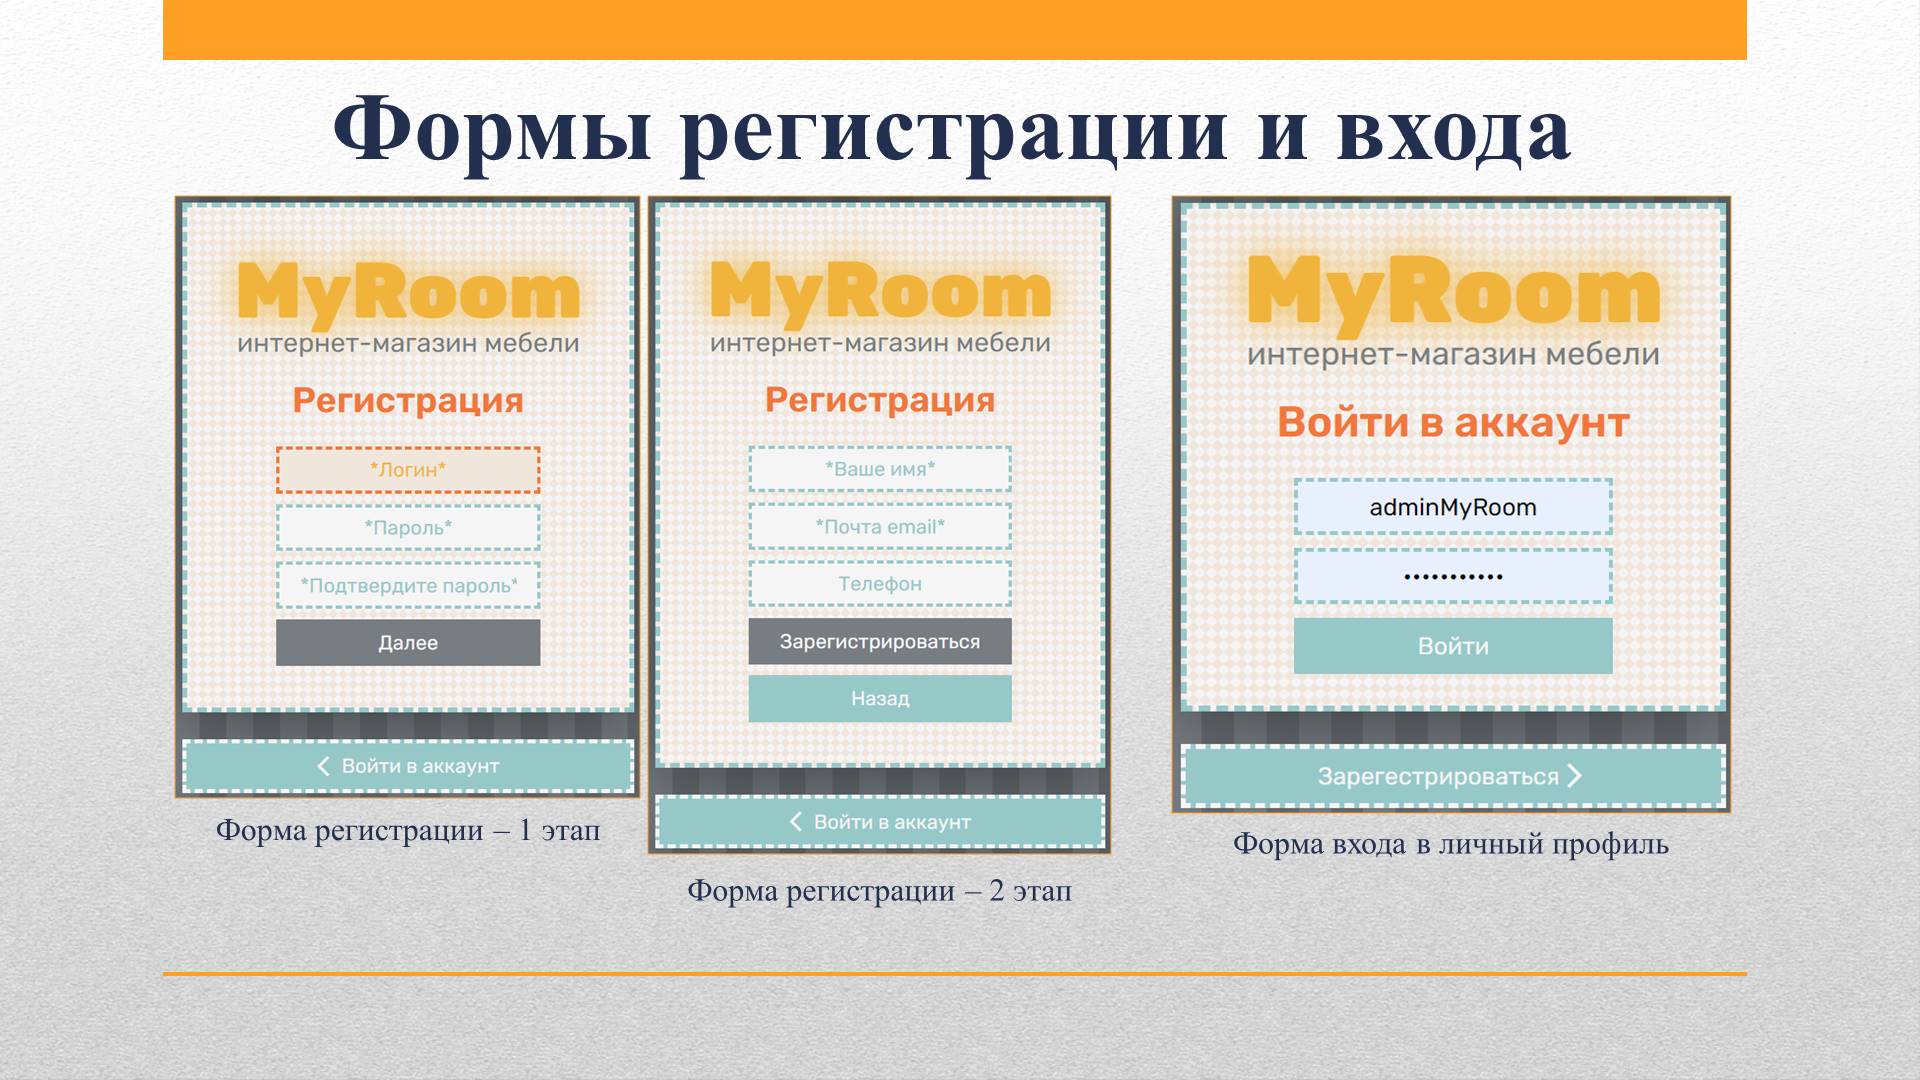 Формы регистрации и входа
MyRoom
интернет-магазин мебели
Регистрация
*Логин*
*Пароль*
*Подтвердите пароль*
Далее
Войти в аккаунт
Форма регистрации – 1 этап
MyRoom
интернет-магазин мебели
Регистрация
*Ваше имя*
*Почта email*
Телефон
Зарегистрироваться
Назад
Войти в аккаунт
Форма регистрации – 2 этап
MyRoom
интернет-магазин мебели
Войти в аккаунт
adminMyRoom
•••••••••••
Войти
Зарегестрироваться
Форма входа в личный профиль